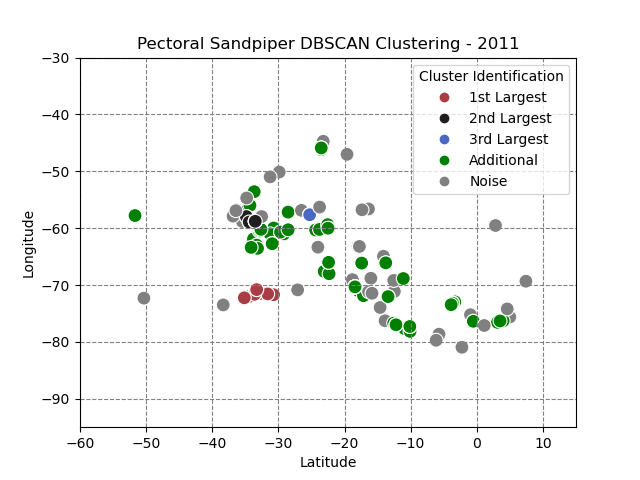 Pectoral Sandpiper DBSCAN Clustering - 2011
Cluster Identification
1st Largest
2nd Largest
3rd Largest
Additional
Noise
Longitude
−30
−40
−50
−60
−70
−80
−90
−60
−50
−40
−30
−20
−10
0
10
Latitude